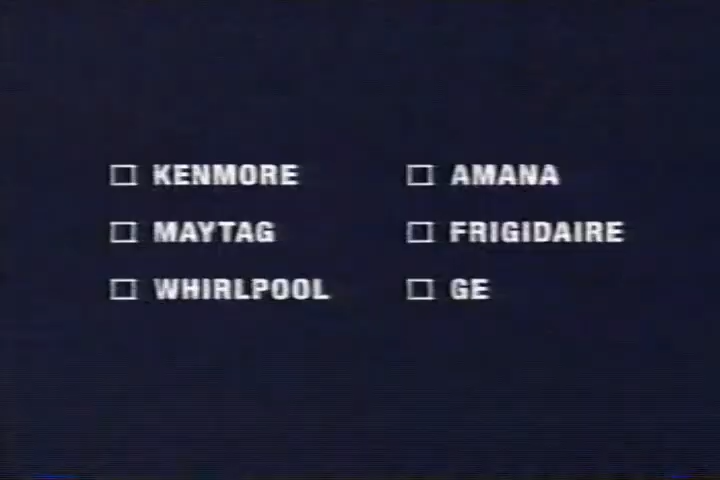 ☐ KENMORE
☐ MAYTAG
☐ WHIRLPOOL
☐ AMANA
☐ FRIGIDAIRE
☐ GE